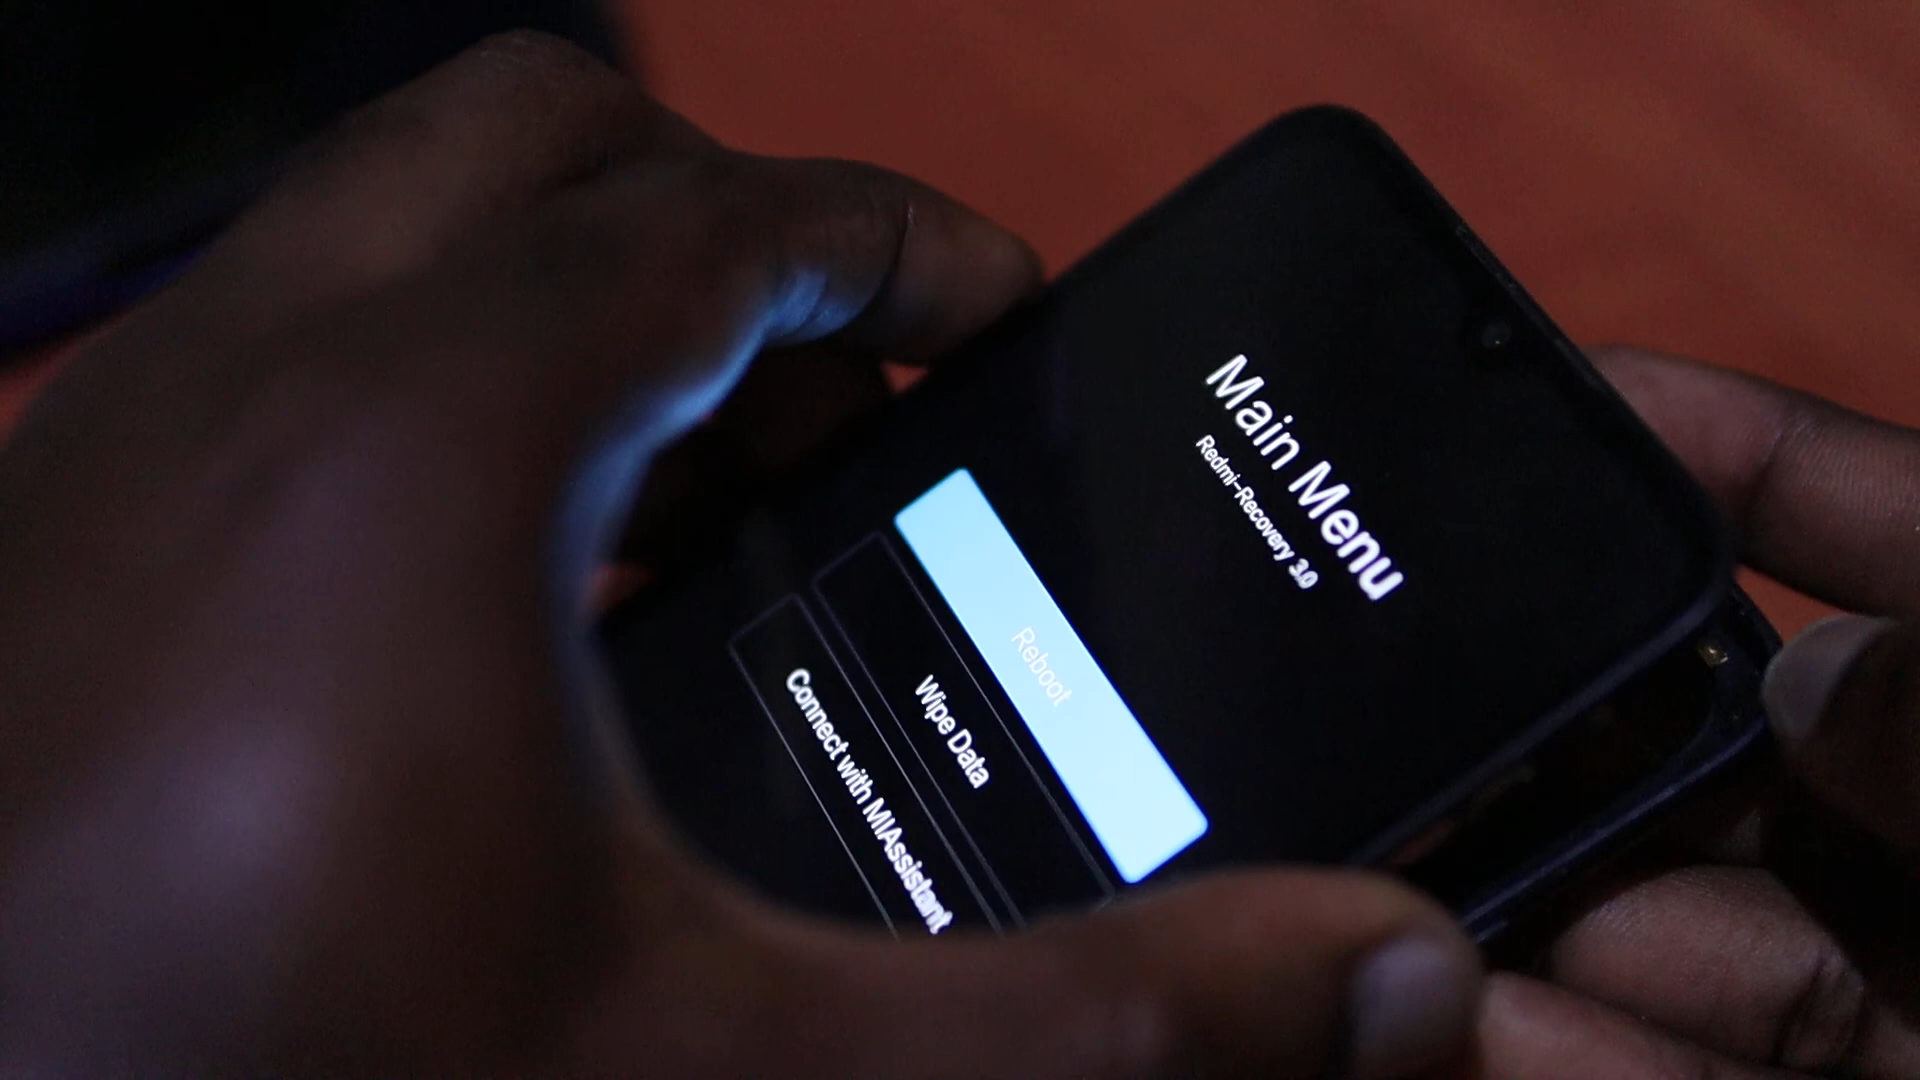 Main Menu
Redmi-Recovery 3.0
Reboot
Wipe Data
Connect with MIAssistant